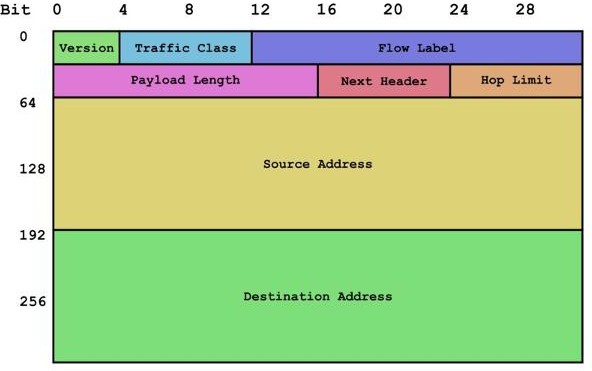 Bit 0 4 8 12 16 20 24 28
0
Version Traffic Class Flow Label
Payload Length Next Header Hop Limit
64
Source Address
128
192
Destination Address
256